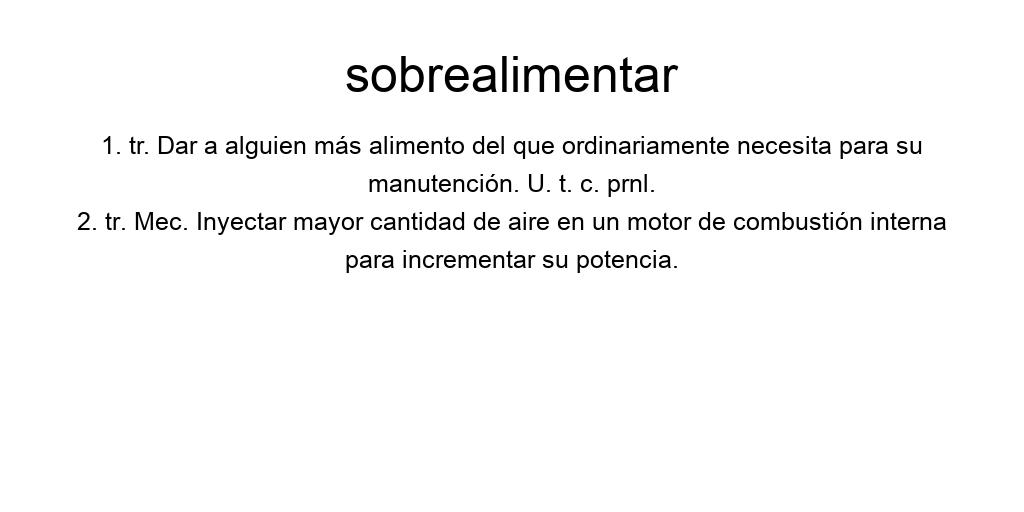 sobrealimentar
1. tr. Dar a alguien más alimento del que ordinariamente necesita para su
manutención. U. t. c. prnl.
2. tr. Mec. Inyectar mayor cantidad de aire en un motor de combustión interna
para incrementar su potencia.